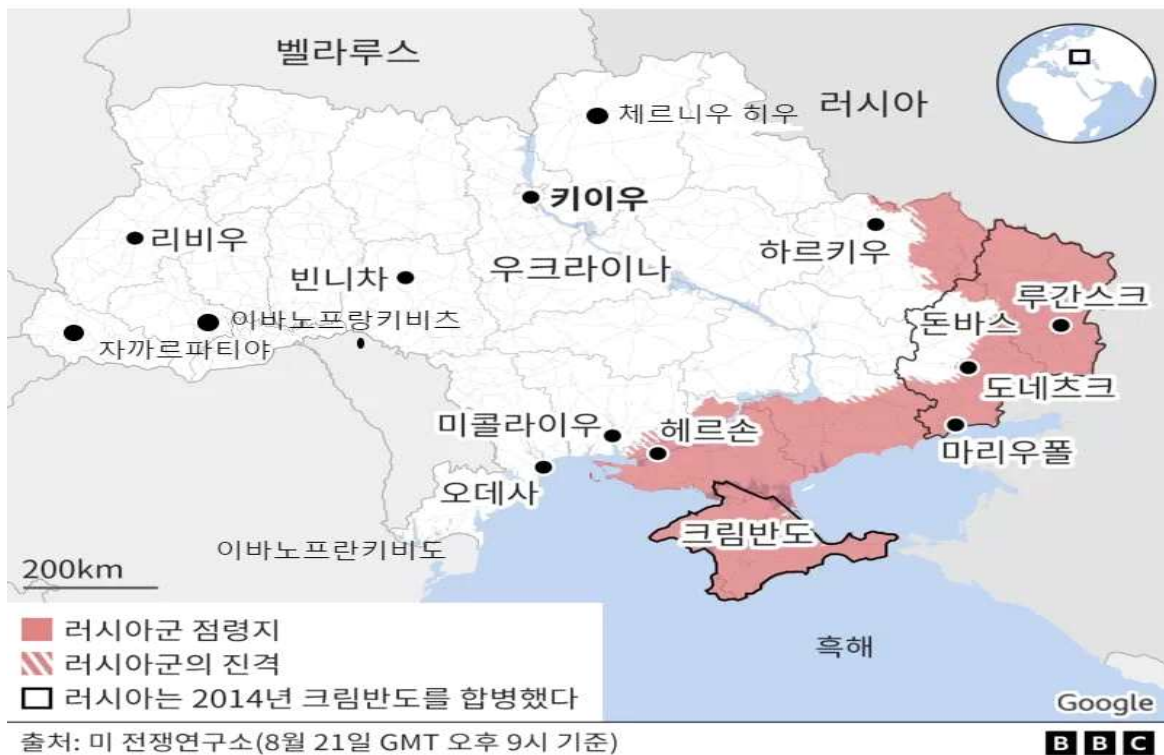 벨라루스
러시아
체르니우 히우
키이우
리비우
하르키우
우크라이나
빈니차
루간스크
이바노프랑키비츠
돈바스
자까르파티야
도네츠크
미콜라이우
헤르손
마리우폴
오데사
크림반도
이바노프란키비도
200km
러시아군 점령지
러시아군의 진격
흑해
러시아는 2014년 크림반도를 합병했다
Google
출처: 미 전쟁연구소(8월 21일 GMT 오후 9시 기준)
BBC